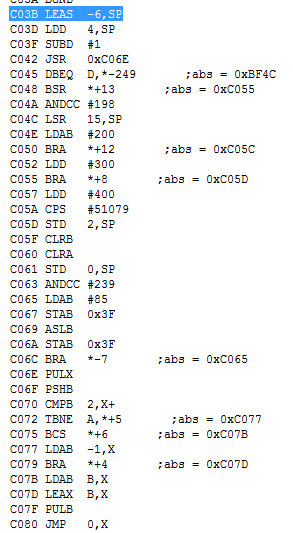 C03B LEAS -6,SP
C03D LDD 4,SP
C03F SUBD #1
C042 JSR 0xC06E
C045 DBEQ D,*-249 ;abs = 0xBF4C
C048 BSR *+13 ;abs = 0xC055
C04A ANDCC #198
C04C LSR 15,SP
C04E LDAB #200
C050 BRA *+12 ;abs = 0xC05C
C052 LDD #300
C055 BRA *+8 ;abs = 0xC05D
C057 LDD #400
C05A CPS #51079
C05D STD 2,SP
C05F CLRB
C060 CLRA
C061 STD 0,SP
C063 ANDCC #239
C065 LDAB #85
C067 STAB 0x3F
C069 ASLB
C06A STAB 0x3F
C06C BRA *-7 ;abs = 0xC065
C06E PULX
C06F PSHB
C070 CMPB 2,X+
C072 TBNE A,*+5 ;abs = 0xC077
C075 BCS *+6 ;abs = 0xC07B
C077 LDAB -1,X
C079 BRA *+4 ;abs = 0xC07D
C07B LDAB B,X
C07D LEAX B,X
C07F PULB
C080 JMP 0,X